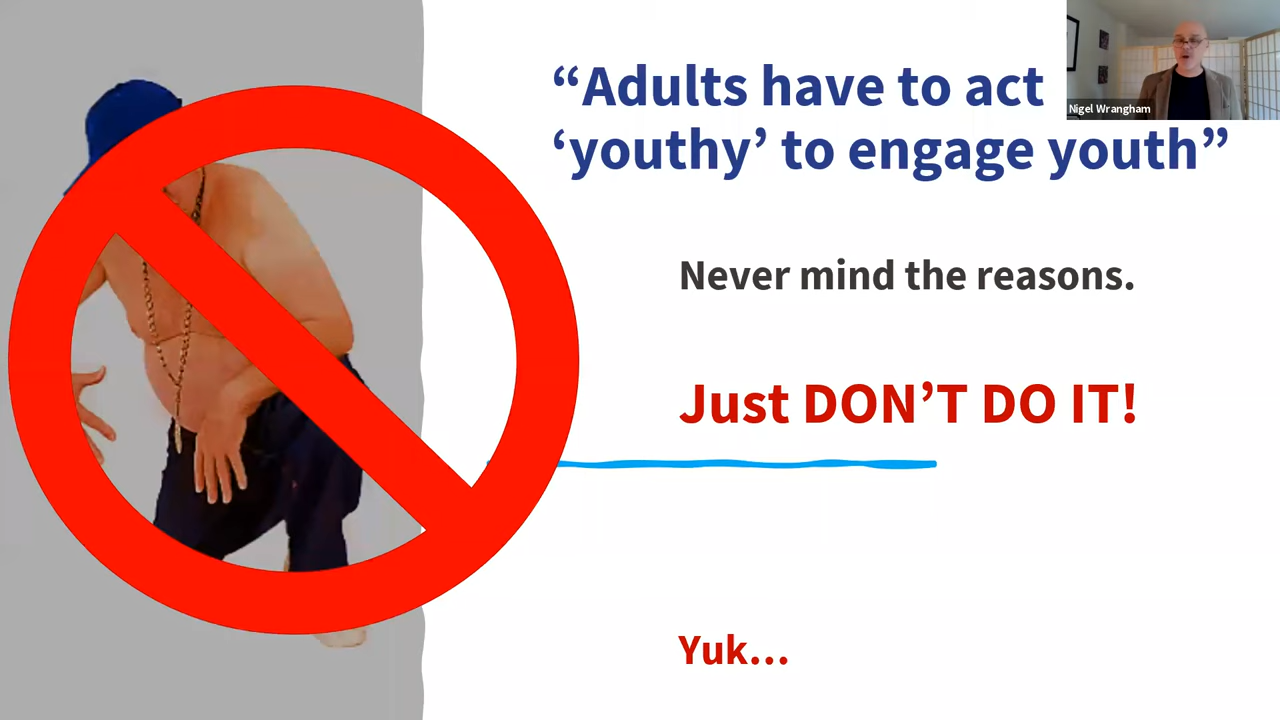 “Adults have to act
‘youthy’ to engage youth”
Nigel Wrangham
Never mind the reasons.
Just DON’T DO IT!
Yuk...